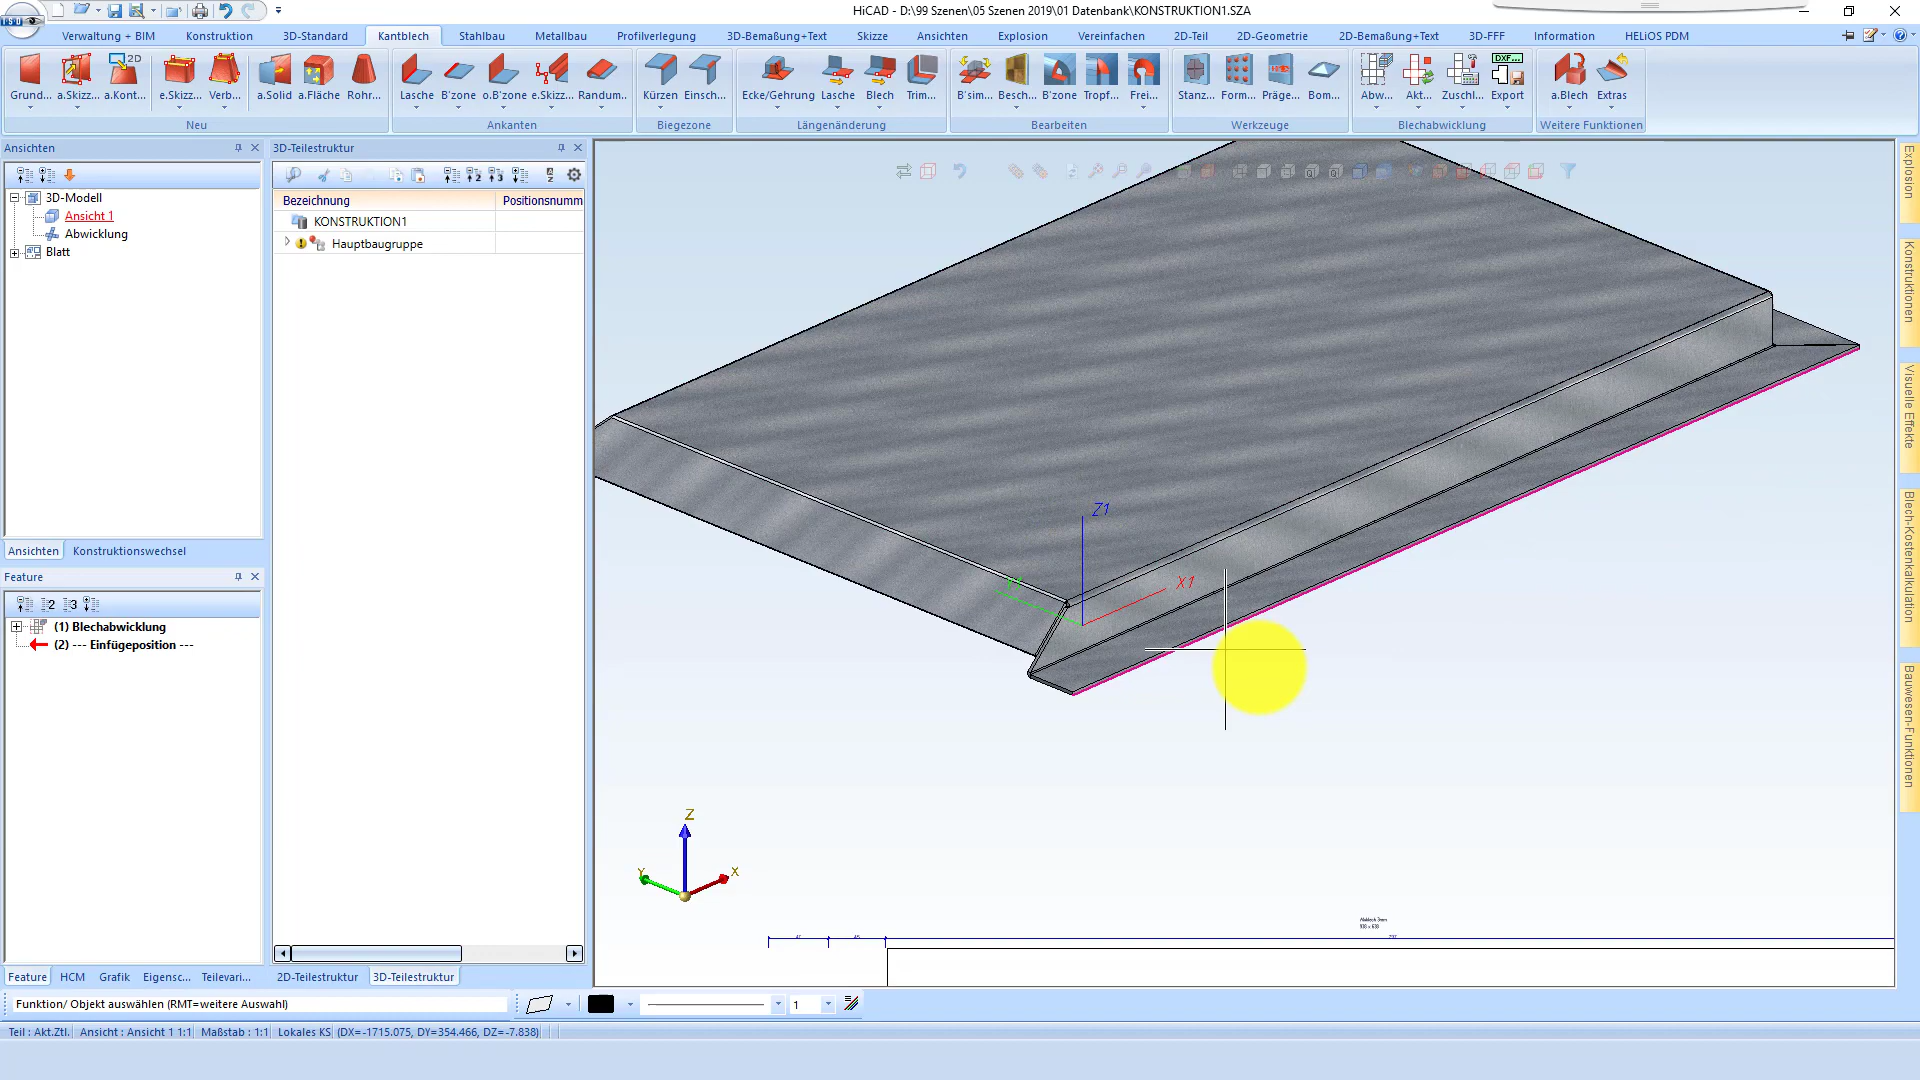 HiCAD - D:\99 Szenen\05 Szenen 2019\01 Datenbank\KONSTRUKTION1.SZA
ISD
Verwaltung + BIM Konstruktion 3D-Standard Kantblech Stahlbau Metallbau Profilverlegung 3D-Bemaßung+Text Skizze Ansichten Explosion Vereinfachen 2D-Teil 2D-Geometrie 2D-Bemaßung+Text 3D-FFF Information HELiOS PDM
2D DXF...
Grund... a.Skizz... a.Kont... e.Skizz... Verb... a.Solid a.Fläche Rohr... Lasche B'zone o.B'zone e.Skizz... Randum... Kürzen Einsch... Ecke/Gehrung Lasche Blech Trim... B'sim... Besch... B'zone Tropf... Frei... Stanz... Form... Präge... Bom... Abw... Akt... Zuschl... Export a.Blech Extras
Neu Ankanten Biegezone Längenänderung Bearbeiten Werkzeuge Blechabwicklung Weitere Funktionen
Ansichten
3D-Modell
Ansicht 1
Abwicklung
Blatt
Ansichten Konstruktionswechsel
Feature
2 3
(1) Blechabwicklung
(2) --- Einfügeposition ---
Feature HCM Grafik Eigensc... Teilevari...
3D-Teilestruktur
Bezeichnung Positionsnumm
KONSTRUKTION1
Hauptbaugruppe
2D-Teilestruktur 3D-Teilestruktur
Z1
X1
Z
Y X
Explosion
Konstruktionen
Visuelle Effekte
Blech-Kostenkalkulation
Bauwesen-Funktionen
Funktion/ Objekt auswählen (RMT=weitere Auswahl)
1
Teil : Akt.Ztl. Ansicht : Ansicht 1 1:1 Maßstab : 1:1 Lokales KS (DX=-1715.075, DY=354.466, DZ=-7.838)